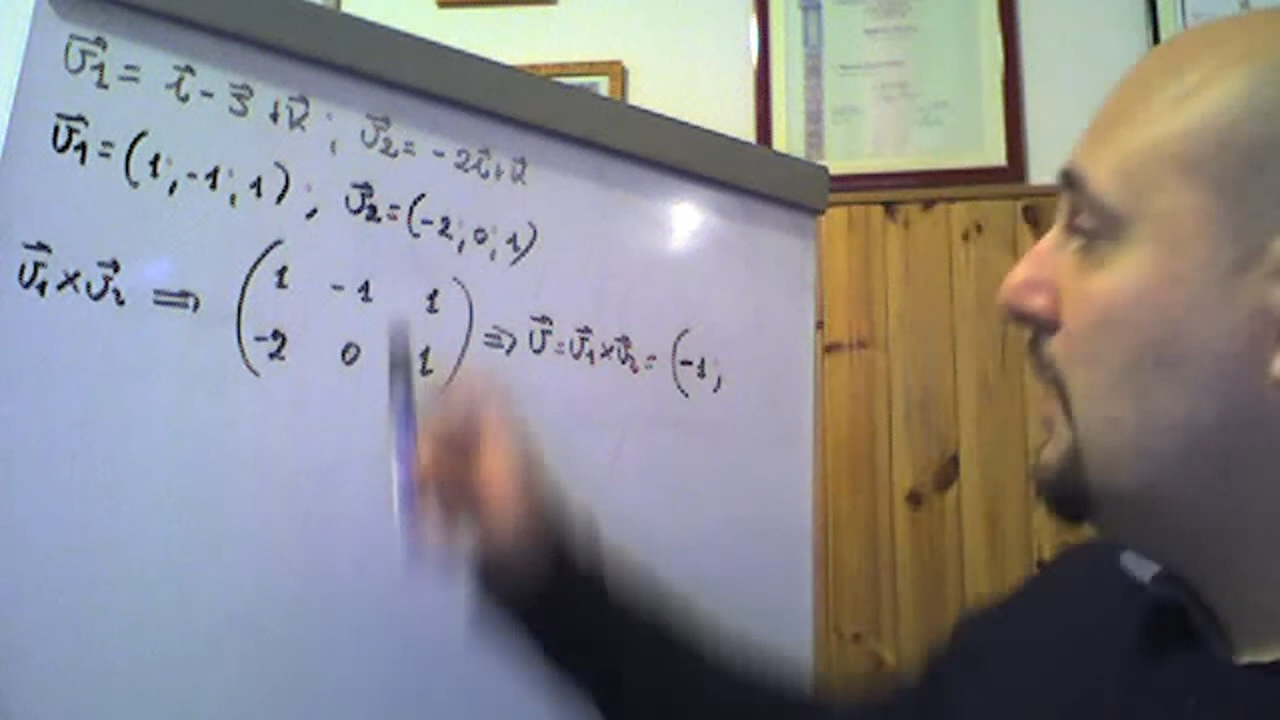 v⃗1 = i⃗ - j⃗ + k⃗ ; v⃗2 = -2i⃗ + k⃗
v⃗1 = (1; -1; 1) ; v⃗2 = (-2; 0; 1)
v⃗1 × v⃗2 ⇒ ( 1 -1 1
-2 0 1 ) ⇒ v⃗ = v⃗1 × v⃗2 = (-1;